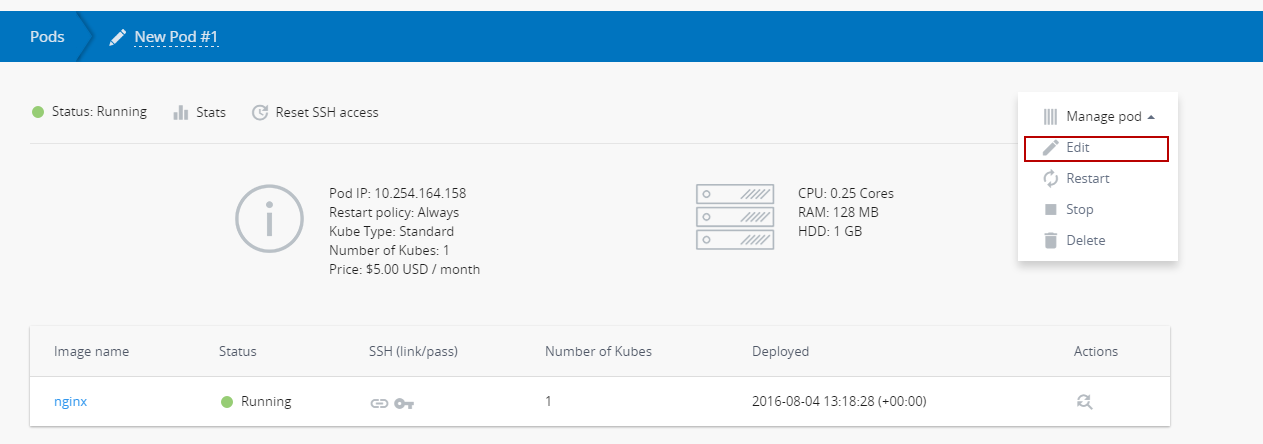 Pods
New Pod #1
Status: Running
Stats
Reset SSH access
Manage pod
Edit
Restart
Stop
Delete
Pod IP: 10.254.164.158
Restart policy: Always
Kube Type: Standard
Number of Kubes: 1
Price: $5.00 USD / month
CPU: 0.25 Cores
RAM: 128 MB
HDD: 1 GB
Image name Status SSH (link/pass) Number of Kubes Deployed Actions
nginx Running 1 2016-08-04 13:18:28 (+00:00)